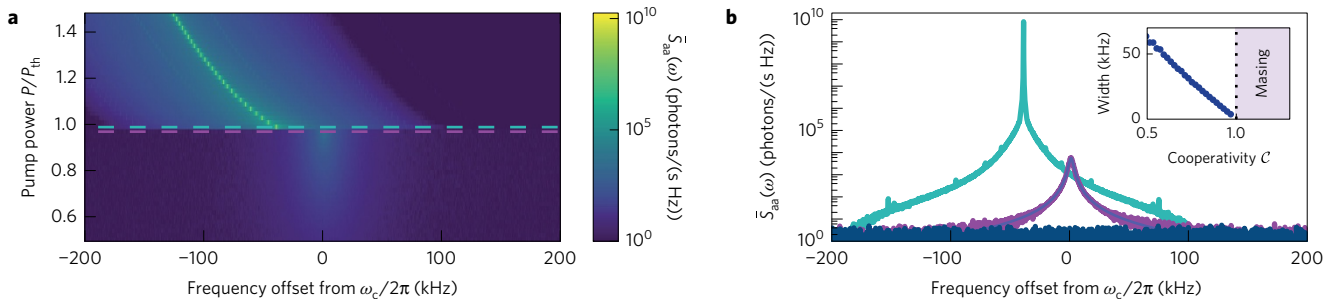 a
Pump power P/P_th
1.4
1.2
1.0
0.8
0.6
−200
−100
0
100
200
Frequency offset from ω_c/2π (kHz)
10^10
10^5
10^0
S̄_aa(ω) (photons/(s Hz))
b
S̄_aa(ω) (photons/(s Hz))
10^10
10^5
10^0
−200
−100
0
100
200
Frequency offset from ω_c/2π (kHz)
Width (kHz)
50
0
0.5
1.0
Cooperativity C
Masing